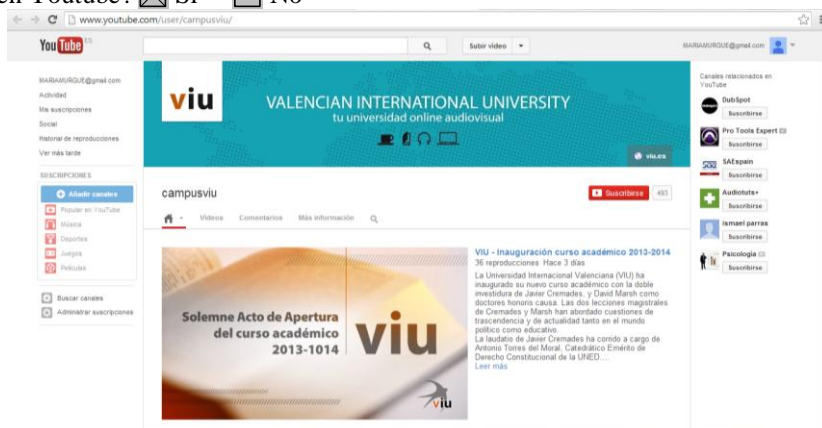 en Youtube? ☒ Sí ☐ No
www.youtube.com/user/campusviu/
You Tube ES
Subir vídeo
MARIAMURGUE@gmail.com
MARIAMURGUE@gmail.com
Actividad
Mis suscripciones
Social
Historial de reproducciones
Ver más tarde
SUSCRIPCIONES
Añadir canales
Popular en YouTube
Música
Deportes
Juegos
Películas
Buscar canales
Administrar suscripciones
viu
VALENCIAN INTERNATIONAL UNIVERSITY
tu universidad online audiovisual
viu.es
campusviu
Suscribirse 493
Vídeos Comentarios Más información
Solemne Acto de Apertura
del curso académico
2013-1014
viu
viu
VIU - Inauguración curso académico 2013-2014
36 reproducciones Hace 3 días
La Universidad Internacional Valenciana (VIU) ha
inaugurado su nuevo curso académico con la doble
investidura de Javier Cremades, y David Marsh como
doctores honoris causa. Las dos lecciones magistrales
de Cremades y Marsh han abordado cuestiones de
trascendencia y de actualidad tanto en el mundo
político como educativo.
La laudatio de Javier Cremades ha corrido a cargo de
Antonio Torres del Moral, Catedrático Emérito de
Derecho Constitucional de la UNED....
Leer más
Canales relacionados en
YouTube
DubSpot
Suscribirse
Pro Tools Expert
Suscribirse
SAEspain
Suscribirse
Audiotuts+
Suscribirse
ismael parras
Suscribirse
Psicologia
Suscribirse